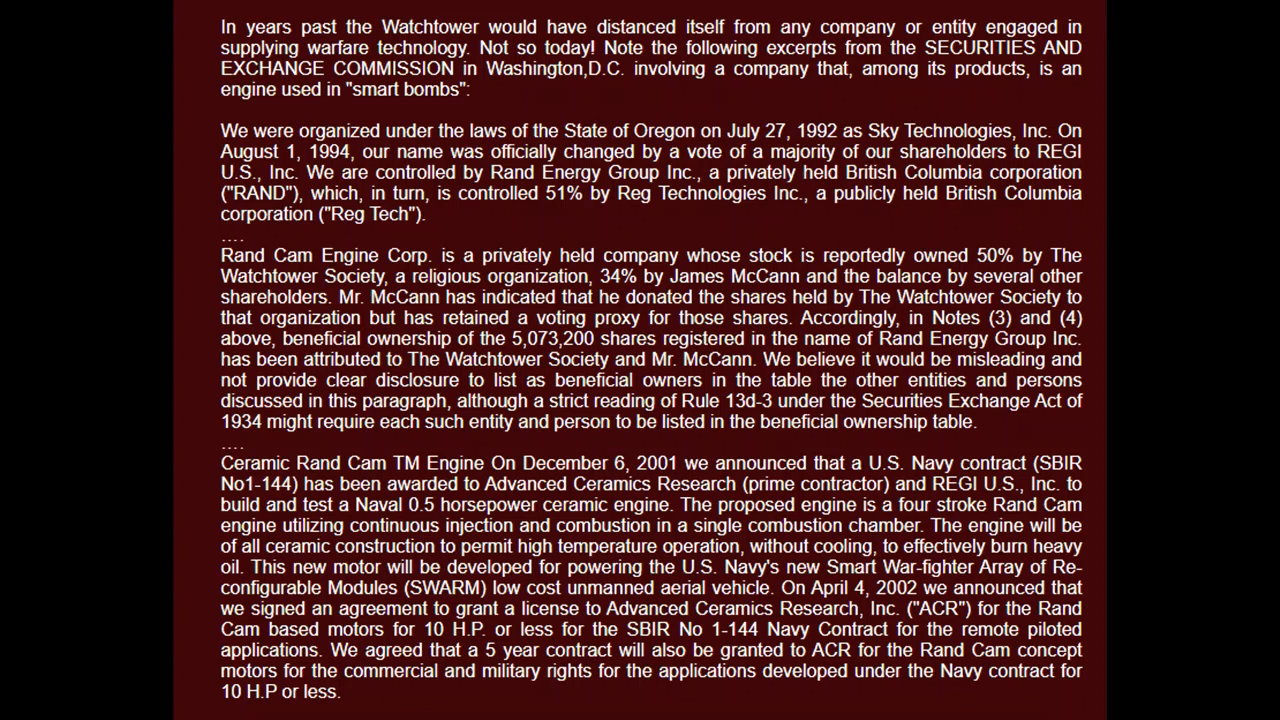 In years past the Watchtower would have distanced itself from any company or entity engaged in
supplying warfare technology. Not so today! Note the following excerpts from the SECURITIES AND
EXCHANGE COMMISSION in Washington,D.C. involving a company that, among its products, is an
engine used in "smart bombs":
We were organized under the laws of the State of Oregon on July 27, 1992 as Sky Technologies, Inc. On
August 1, 1994, our name was officially changed by a vote of a majority of our shareholders to REGI
U.S., Inc. We are controlled by Rand Energy Group Inc., a privately held British Columbia corporation
("RAND"), which, in turn, is controlled 51% by Reg Technologies Inc., a publicly held British Columbia
corporation ("Reg Tech").
....
Rand Cam Engine Corp. is a privately held company whose stock is reportedly owned 50% by The
Watchtower Society, a religious organization, 34% by James McCann and the balance by several other
shareholders. Mr. McCann has indicated that he donated the shares held by The Watchtower Society to
that organization but has retained a voting proxy for those shares. Accordingly, in Notes (3) and (4)
above, beneficial ownership of the 5,073,200 shares registered in the name of Rand Energy Group Inc.
has been attributed to The Watchtower Society and Mr. McCann. We believe it would be misleading and
not provide clear disclosure to list as beneficial owners in the table the other entities and persons
discussed in this paragraph, although a strict reading of Rule 13d-3 under the Securities Exchange Act of
1934 might require each such entity and person to be listed in the beneficial ownership table.
....
Ceramic Rand Cam TM Engine On December 6, 2001 we announced that a U.S. Navy contract (SBIR
No1-144) has been awarded to Advanced Ceramics Research (prime contractor) and REGI U.S., Inc. to
build and test a Naval 0.5 horsepower ceramic engine. The proposed engine is a four stroke Rand Cam
engine utilizing continuous injection and combustion in a single combustion chamber. The engine will be
of all ceramic construction to permit high temperature operation, without cooling, to effectively burn heavy
oil. This new motor will be developed for powering the U.S. Navy's new Smart War-fighter Array of Re-
configurable Modules (SWARM) low cost unmanned aerial vehicle. On April 4, 2002 we announced that
we signed an agreement to grant a license to Advanced Ceramics Research, Inc. ("ACR") for the Rand
Cam based motors for 10 H.P. or less for the SBIR No 1-144 Navy Contract for the remote piloted
applications. We agreed that a 5 year contract will also be granted to ACR for the Rand Cam concept
motors for the commercial and military rights for the applications developed under the Navy contract for
10 H.P or less.